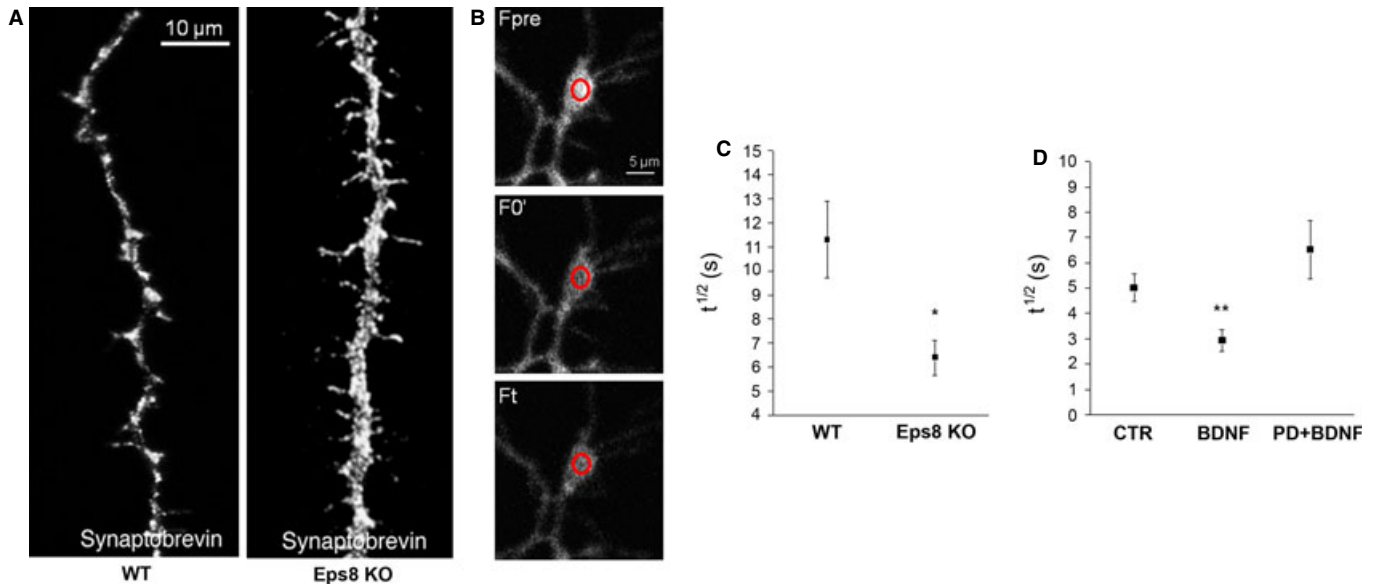 A
10 µm
Synaptobrevin
WT
Synaptobrevin
Eps8 KO
B
Fpre
5 µm
F0'
Ft
C
15
14
13
12
11
10
9
8
7
6
5
4
t 1/2 (s)
*
WT
Eps8 KO
D
10
9
8
7
6
5
4
3
2
1
0
t 1/2 (s)
**
CTR
BDNF
PD+BDNF